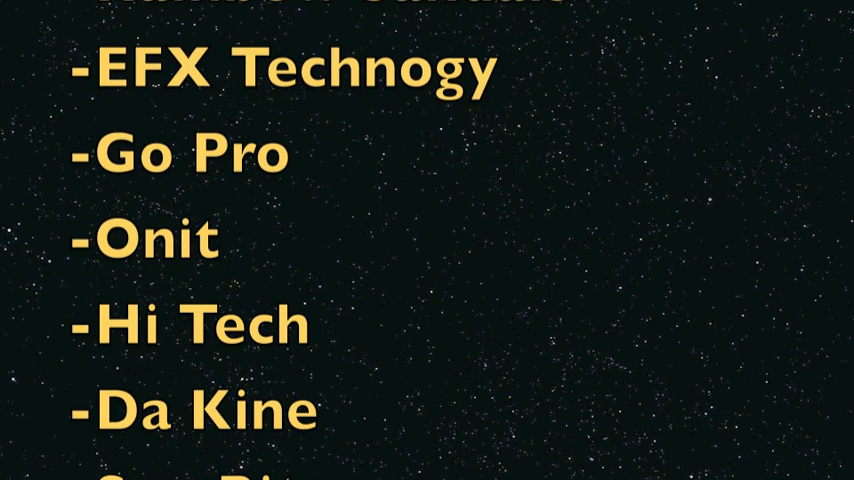 -EFX Technogy
-Go Pro
-Onit
-Hi Tech
-Da Kine